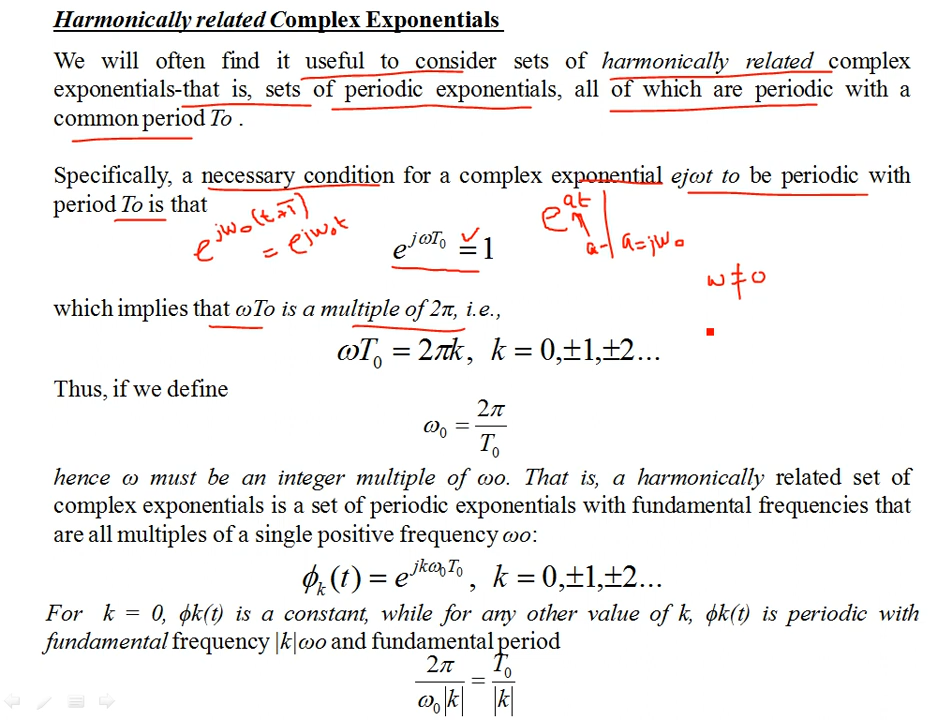 Harmonically related Complex Exponentials
We will often find it useful to consider sets of harmonically related complex
exponentials-that is, sets of periodic exponentials, all of which are periodic with a
common period To .
Specifically, a necessary condition for a complex exponential ejωt to be periodic with
period To is that
e^{jω₀(t+T)}
= e^{jω₀t}
e^{jωT₀} = 1
e^{at}
a- a=jω₀
ω≠0
which implies that ωTo is a multiple of 2π, i.e.,
ωT₀ = 2πk, k = 0,±1,±2...
Thus, if we define
ω₀ = 2π/T₀
hence ω must be an integer multiple of ωo. That is, a harmonically related set of
complex exponentials is a set of periodic exponentials with fundamental frequencies that
are all multiples of a single positive frequency ωo:
ϕₖ(t) = e^{jkω₀T₀} , k = 0,±1,±2...
For k = 0, ϕk(t) is a constant, while for any other value of k, ϕk(t) is periodic with
fundamental frequency |k|ωo and fundamental period
2π/ω₀|k| = T₀/|k|